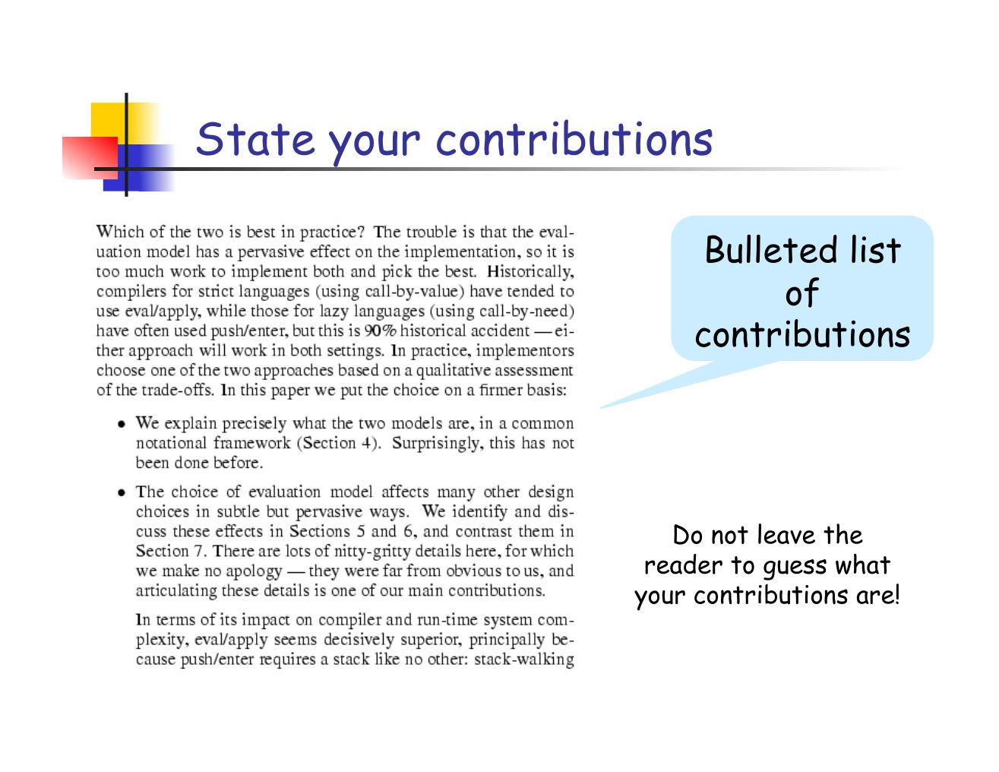 State your contributions
Which of the two is best in practice? The trouble is that the eval-
uation model has a pervasive effect on the implementation, so it is
too much work to implement both and pick the best. Historically,
compilers for strict languages (using call-by-value) have tended to
use eval/apply, while those for lazy languages (using call-by-need)
have often used push/enter, but this is 90% historical accident — ei-
ther approach will work in both settings. In practice, implementors
choose one of the two approaches based on a qualitative assessment
of the trade-offs. In this paper we put the choice on a firmer basis:
• We explain precisely what the two models are, in a common
notational framework (Section 4). Surprisingly, this has not
been done before.
• The choice of evaluation model affects many other design
choices in subtle but pervasive ways. We identify and dis-
cuss these effects in Sections 5 and 6, and contrast them in
Section 7. There are lots of nitty-gritty details here, for which
we make no apology — they were far from obvious to us, and
articulating these details is one of our main contributions.
In terms of its impact on compiler and run-time system com-
plexity, eval/apply seems decisively superior, principally be-
cause push/enter requires a stack like no other: stack-walking
Bulleted list
of
contributions
Do not leave the
reader to guess what
your contributions are!